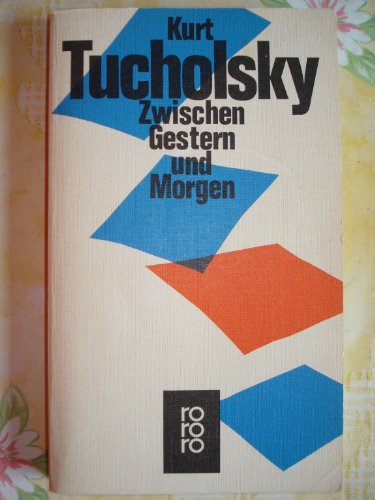 Kurt
Tucholsky
Zwischen
Gestern
und
Morgen
ro
ro
ro